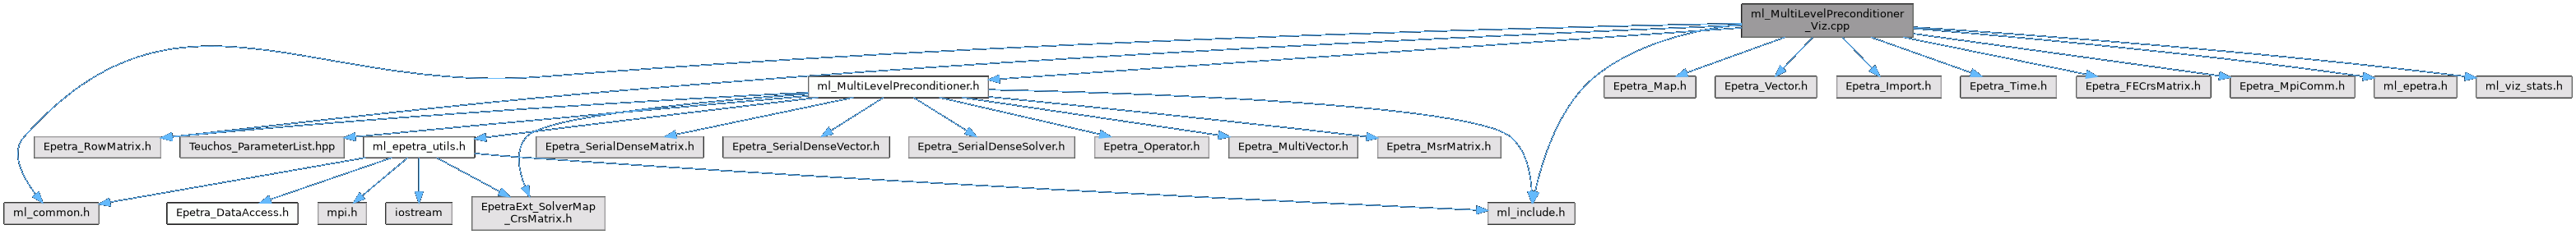 ml_MultiLevelPreconditioner
_Viz.cpp
ml_MultiLevelPreconditioner.h
Epetra_Map.h
Epetra_Vector.h
Epetra_Import.h
Epetra_Time.h
Epetra_FECrsMatrix.h
Epetra_MpiComm.h
ml_epetra.h
ml_viz_stats.h
Epetra_RowMatrix.h
Teuchos_ParameterList.hpp
ml_epetra_utils.h
Epetra_SerialDenseMatrix.h
Epetra_SerialDenseVector.h
Epetra_SerialDenseSolver.h
Epetra_Operator.h
Epetra_MultiVector.h
Epetra_MsrMatrix.h
ml_common.h
Epetra_DataAccess.h
mpi.h
iostream
EpetraExt_SolverMap
_CrsMatrix.h
ml_include.h